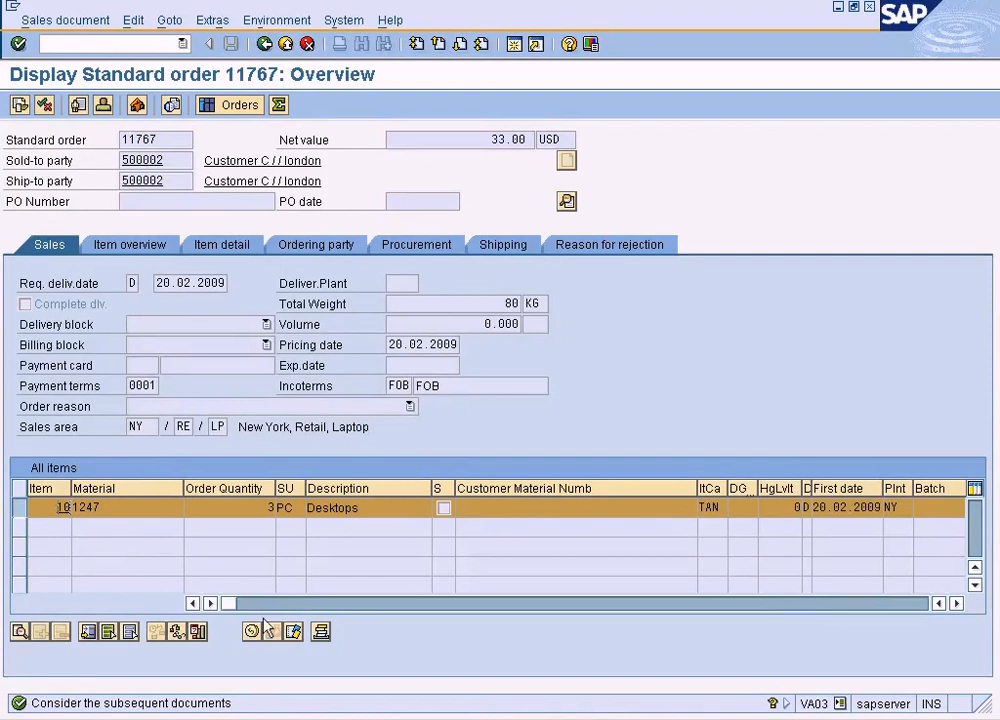 Sales document Edit Goto Extras Environment System Help
SAP
Display Standard order 11767: Overview
Orders
Standard order 11767 Net value 33.00 USD
Sold-to party 500002 Customer C // london
Ship-to party 500002 Customer C // london
PO Number PO date
Sales Item overview Item detail Ordering party Procurement Shipping Reason for rejection
Req. deliv.date D 20.02.2009 Deliver.Plant
Complete dlv. Total Weight 80 KG
Delivery block Volume 0.000
Billing block Pricing date 20.02.2009
Payment card Exp.date
Payment terms 0001 Incoterms FOB FOB
Order reason
Sales area NY / RE / LP New York, Retail, Laptop
All items
Item Material Order Quantity SU Description S Customer Material Numb ItCa DG... HgLvIt D First date Plnt Batch
10 1247 3 PC Desktops TAN 0 D 20.02.2009 NY
Consider the subsequent documents VA03 sapserver INS